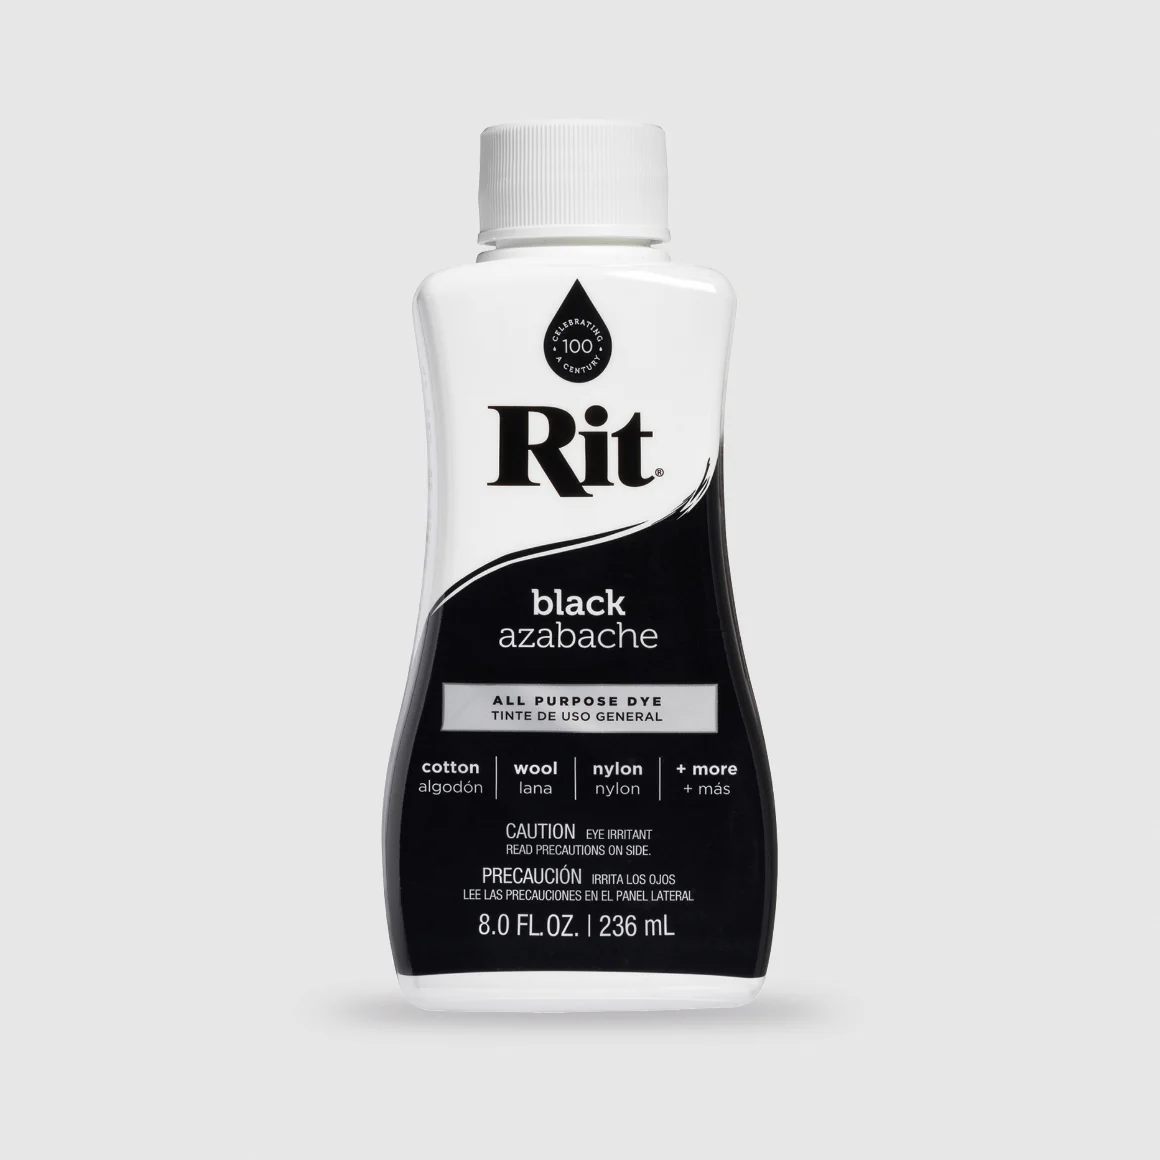 CELEBRATING
100
A CENTURY
Rit®
black
azabache
ALL PURPOSE DYE
TINTE DE USO GENERAL
cotton wool nylon + more
algodón lana nylon + más
CAUTION EYE IRRITANT
READ PRECAUTIONS ON SIDE.
PRECAUCIÓN IRRITA LOS OJOS
LEE LAS PRECAUCIONES EN EL PANEL LATERAL
8.0 FL.OZ. | 236 mL